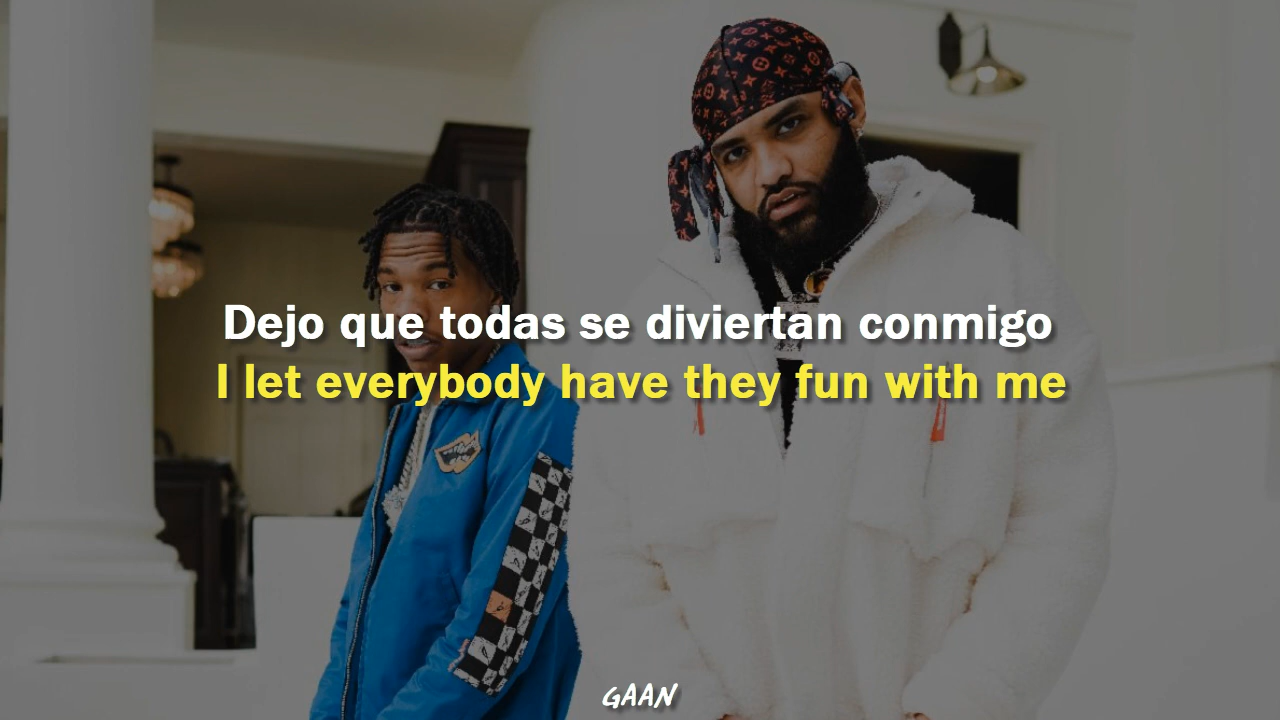 Dejo que todas se diviertan conmigo
I let everybody have they fun with me
GAAN